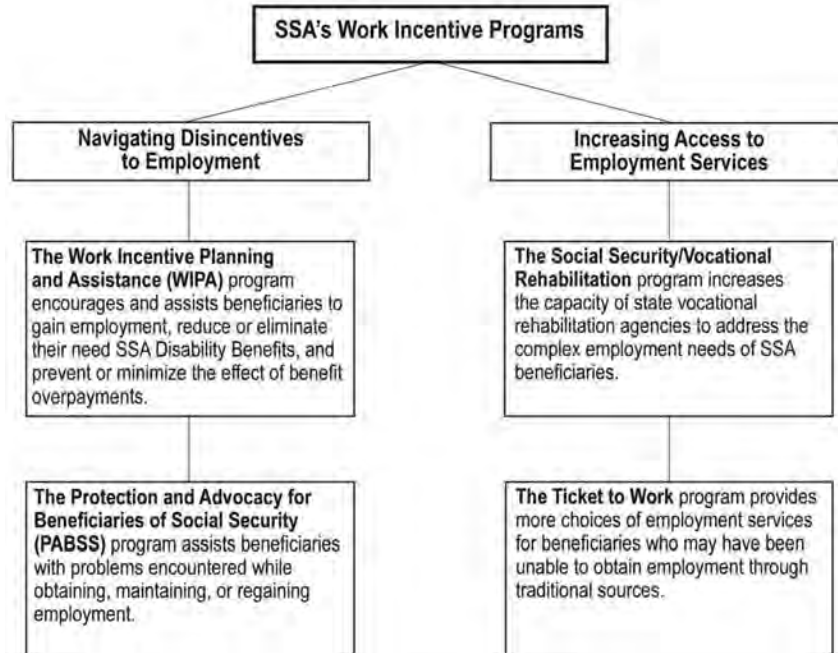 SSA's Work Incentive Programs
Navigating Disincentives
to Employment
The Work Incentive Planning
and Assistance (WIPA) program
encourages and assists beneficiaries to
gain employment, reduce or eliminate
their need SSA Disability Benefits, and
prevent or minimize the effect of benefit
overpayments.
The Protection and Advocacy for
Beneficiaries of Social Security
(PABSS) program assists beneficiaries
with problems encountered while
obtaining, maintaining, or regaining
employment.
Increasing Access to
Employment Services
The Social Security/Vocational
Rehabilitation program increases
the capacity of state vocational
rehabilitation agencies to address the
complex employment needs of SSA
beneficiaries.
The Ticket to Work program provides
more choices of employment services
for beneficiaries who may have been
unable to obtain employment through
traditional sources.